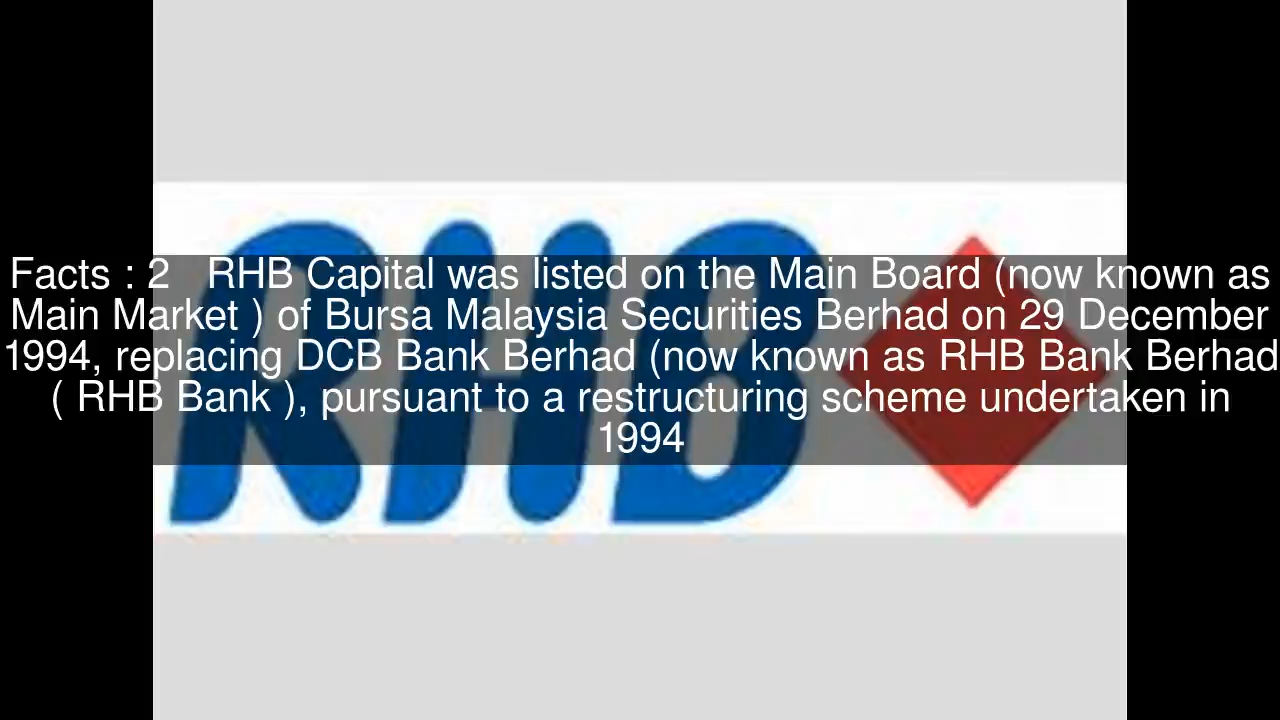 Facts : 2   RHB Capital was listed on the Main Board (now known as
Main Market ) of Bursa Malaysia Securities Berhad on 29 December
1994, replacing DCB Bank Berhad (now known as RHB Bank Berhad
( RHB Bank ), pursuant to a restructuring scheme undertaken in
1994
RHB